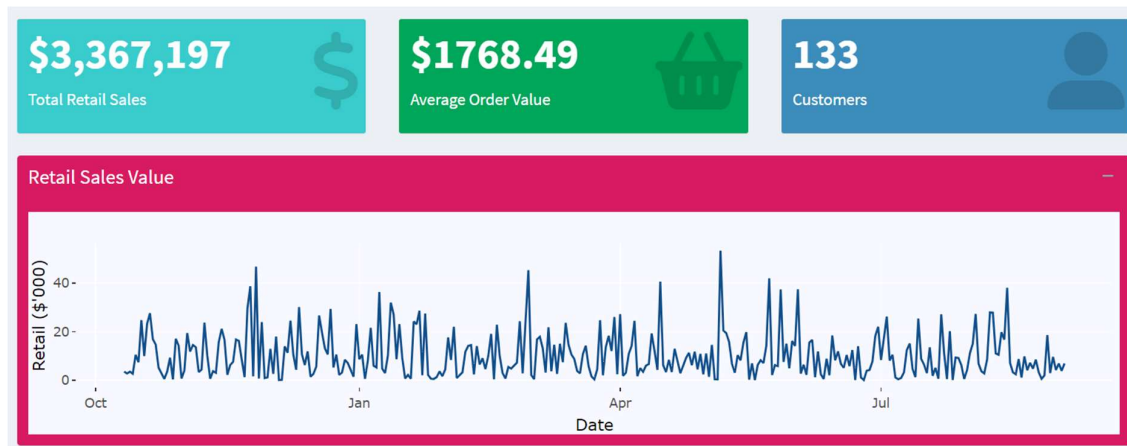 $3,367,197
Total Retail Sales
$1768.49
Average Order Value
133
Customers
Retail Sales Value
Retail ($'000)
40
20
0
Oct
Jan
Apr
Jul
Date